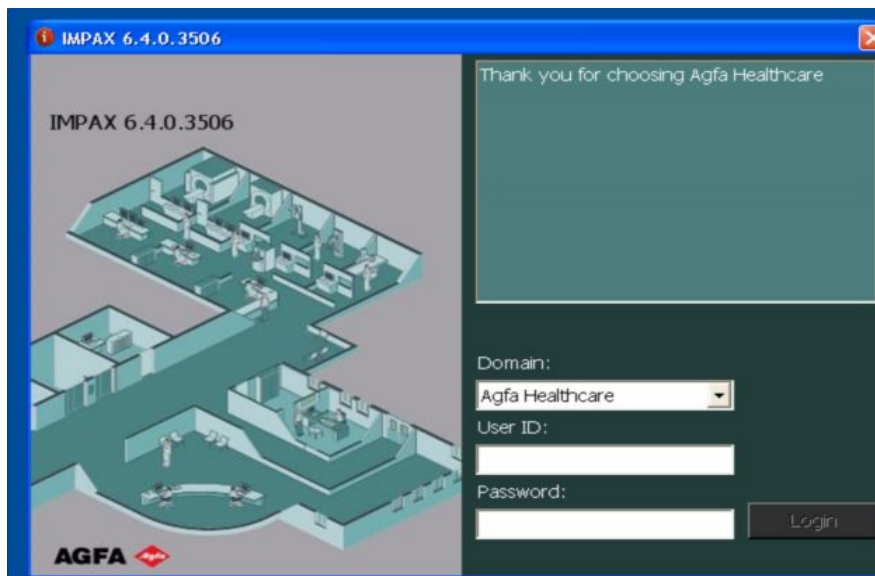 IMPAX 6.4.0.3506
Thank you for choosing Agfa Healthcare
IMPAX 6.4.0.3506
Domain:
Agfa Healthcare
User ID:
Password:
Login
AGFA